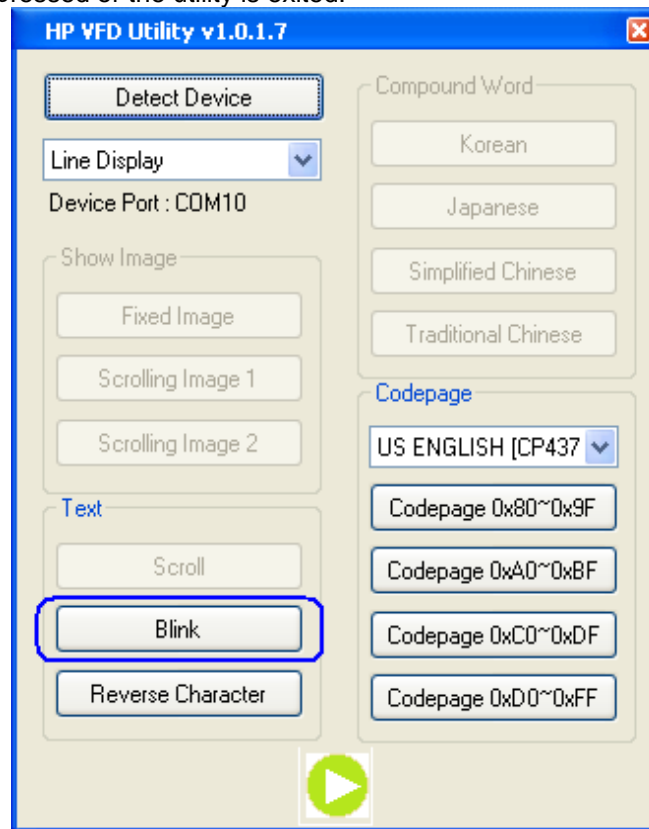 HP VFD Utility v1.0.1.7
Detect Device
Line Display
Device Port : COM10
Show Image
Fixed Image
Scrolling Image 1
Scrolling Image 2
Text
Scroll
Blink
Reverse Character
Compound Word
Korean
Japanese
Simplified Chinese
Traditional Chinese
Codepage
US ENGLISH [CP437
Codepage 0x80~0x9F
Codepage 0xA0~0xBF
Codepage 0xC0~0xDF
Codepage 0xD0~0xFF